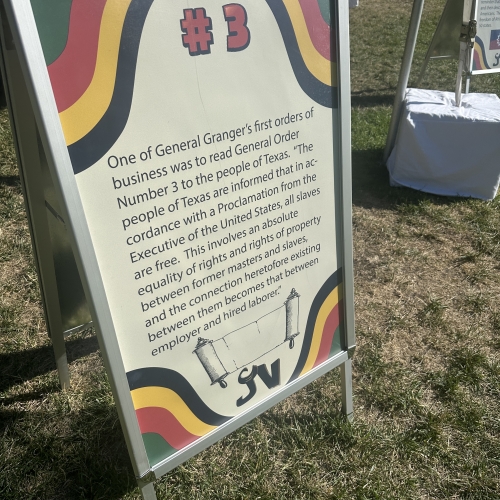 #3
One of General Granger's first orders of
business was to read General Order
Number 3 to the people of Texas. "The
people of Texas are informed that in ac-
cordance with a Proclamation from the
Executive of the United States, all slaves
are free. This involves an absolute
equality of rights and rights of property
between former masters and slaves,
and the connection heretofore existing
between them becomes that between
employer and hired laborer."
JV